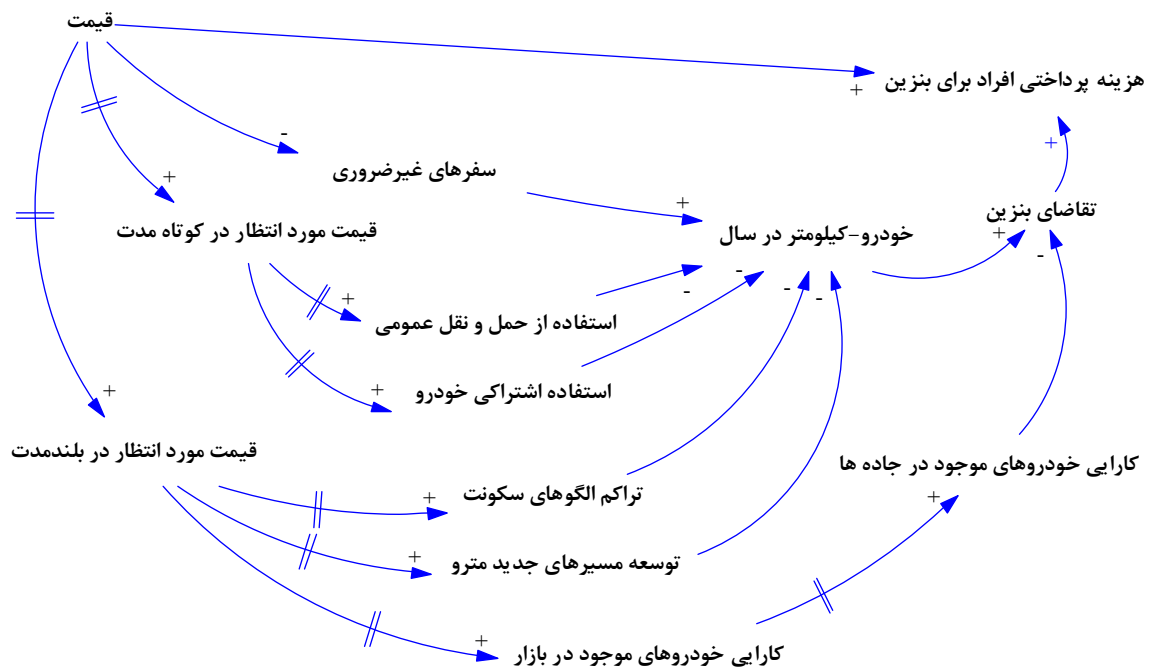 قیمت
هزینه پرداختی افراد برای بنزین
+
-
سفرهای غیرضروری
+
+
+
تقاضای بنزین
قیمت مورد انتظار در کوتاه مدت
خودرو-کیلومتر در سال
+
-
-
-
-
-
+
استفاده از حمل و نقل عمومی
+
استفاده اشتراکی خودرو
+
قیمت مورد انتظار در بلندمدت
کارایی خودروهای موجود در جاده ها
+
تراکم الگوهای سکونت
+
+
توسعه مسیرهای جدید مترو
+
کارایی خودروهای موجود در بازار